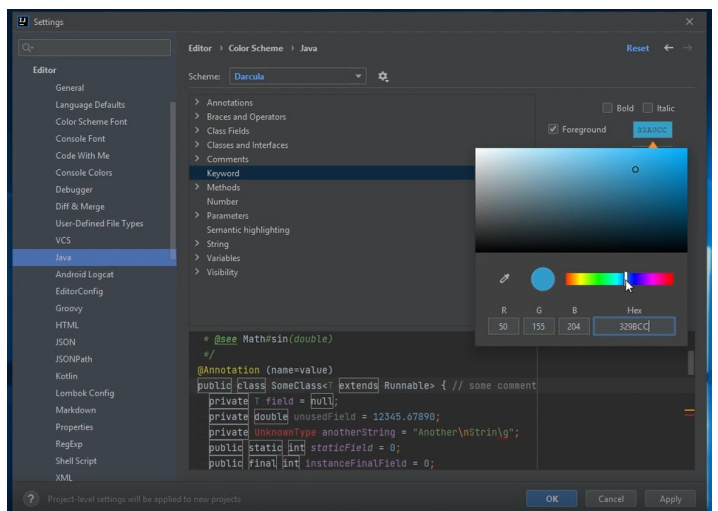 Settings
Editor › Color Scheme › Java
Reset
Editor
General
Language Defaults
Color Scheme Font
Console Font
Code With Me
Console Colors
Debugger
Diff & Merge
User-Defined File Types
VCS
Java
Android Logcat
EditorConfig
Groovy
HTML
JSON
JSONPath
Kotlin
Lombok Config
Markdown
Properties
RegExp
Shell Script
XML
Scheme: Darcula
Annotations
Braces and Operators
Class Fields
Classes and Interfaces
Comments
Keyword
Methods
Number
Parameters
Semantic highlighting
String
Variables
Visibility
Bold Italic
Foreground
R G B Hex
50 155 204 329BCC
* @see Math#sin(double)
*/
@Annotation (name=value)
public class SomeClass<T extends Runnable> { // some comment
private T field = null;
private double unusedField = 12345.67890;
private UnknownType anotherString = "Another\nStrin\g";
public static int staticField = 0;
public final int instanceFinalField = 0;
? Project-level settings will be applied to new projects
OK Cancel Apply